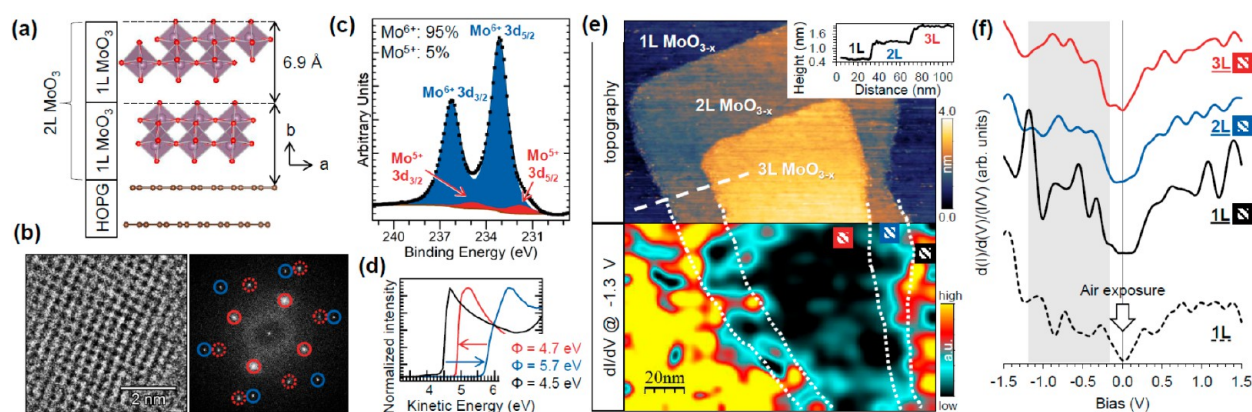 (a)
2L MoO3
1L MoO3
1L MoO3
HOPG
6.9 Å
b
a
(b)
2 nm
(c)
Mo6+: 95%
Mo5+: 5%
Mo6+ 3d5/2
Mo6+ 3d3/2
Mo5+
3d3/2
Mo5+
3d5/2
Arbitrary Units
240 237 234 231
Binding Energy (eV)
(d)
Normalized intensity
Φ = 4.7 eV
Φ = 5.7 eV
Φ = 4.5 eV
5 6
Kinetic Energy (eV)
(e)
topography
1L MoO3-x
2L MoO3-x
3L MoO3-x
Height (nm)
1.6
1.2
0.8
0.4
1L
2L
3L
0 20 40 60 80 100
Distance (nm)
4.0
nm
0.0
dI/dV @ -1.3 V
20nm
high
a.u.
low
(f)
d(I)/d(V)/(I/V) (arb. units)
3L
2L
1L
Air exposure
1L
-1.5 -1.0 -0.5 0.0 0.5 1.0 1.5
Bias (V)